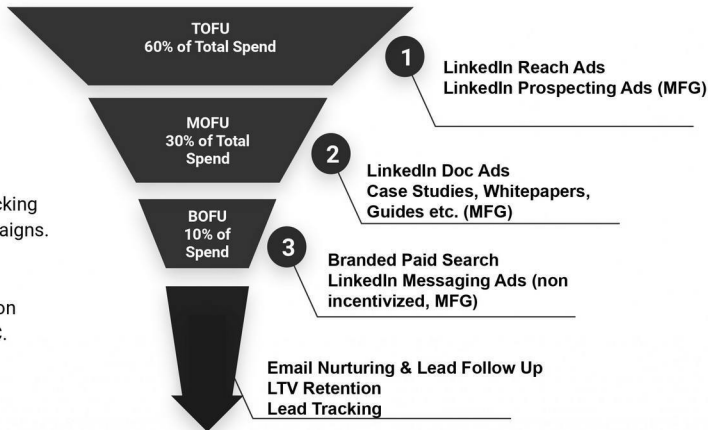 TOFU
60% of Total Spend
1
LinkedIn Reach Ads
LinkedIn Prospecting Ads (MFG)
MOFU
30% of Total
Spend
2
LinkedIn Doc Ads
Case Studies, Whitepapers,
Guides etc. (MFG)
BOFU
10% of
Spend
3
Branded Paid Search
LinkedIn Messaging Ads (non
incentivized, MFG)
Email Nurturing & Lead Follow Up
LTV Retention
Lead Tracking